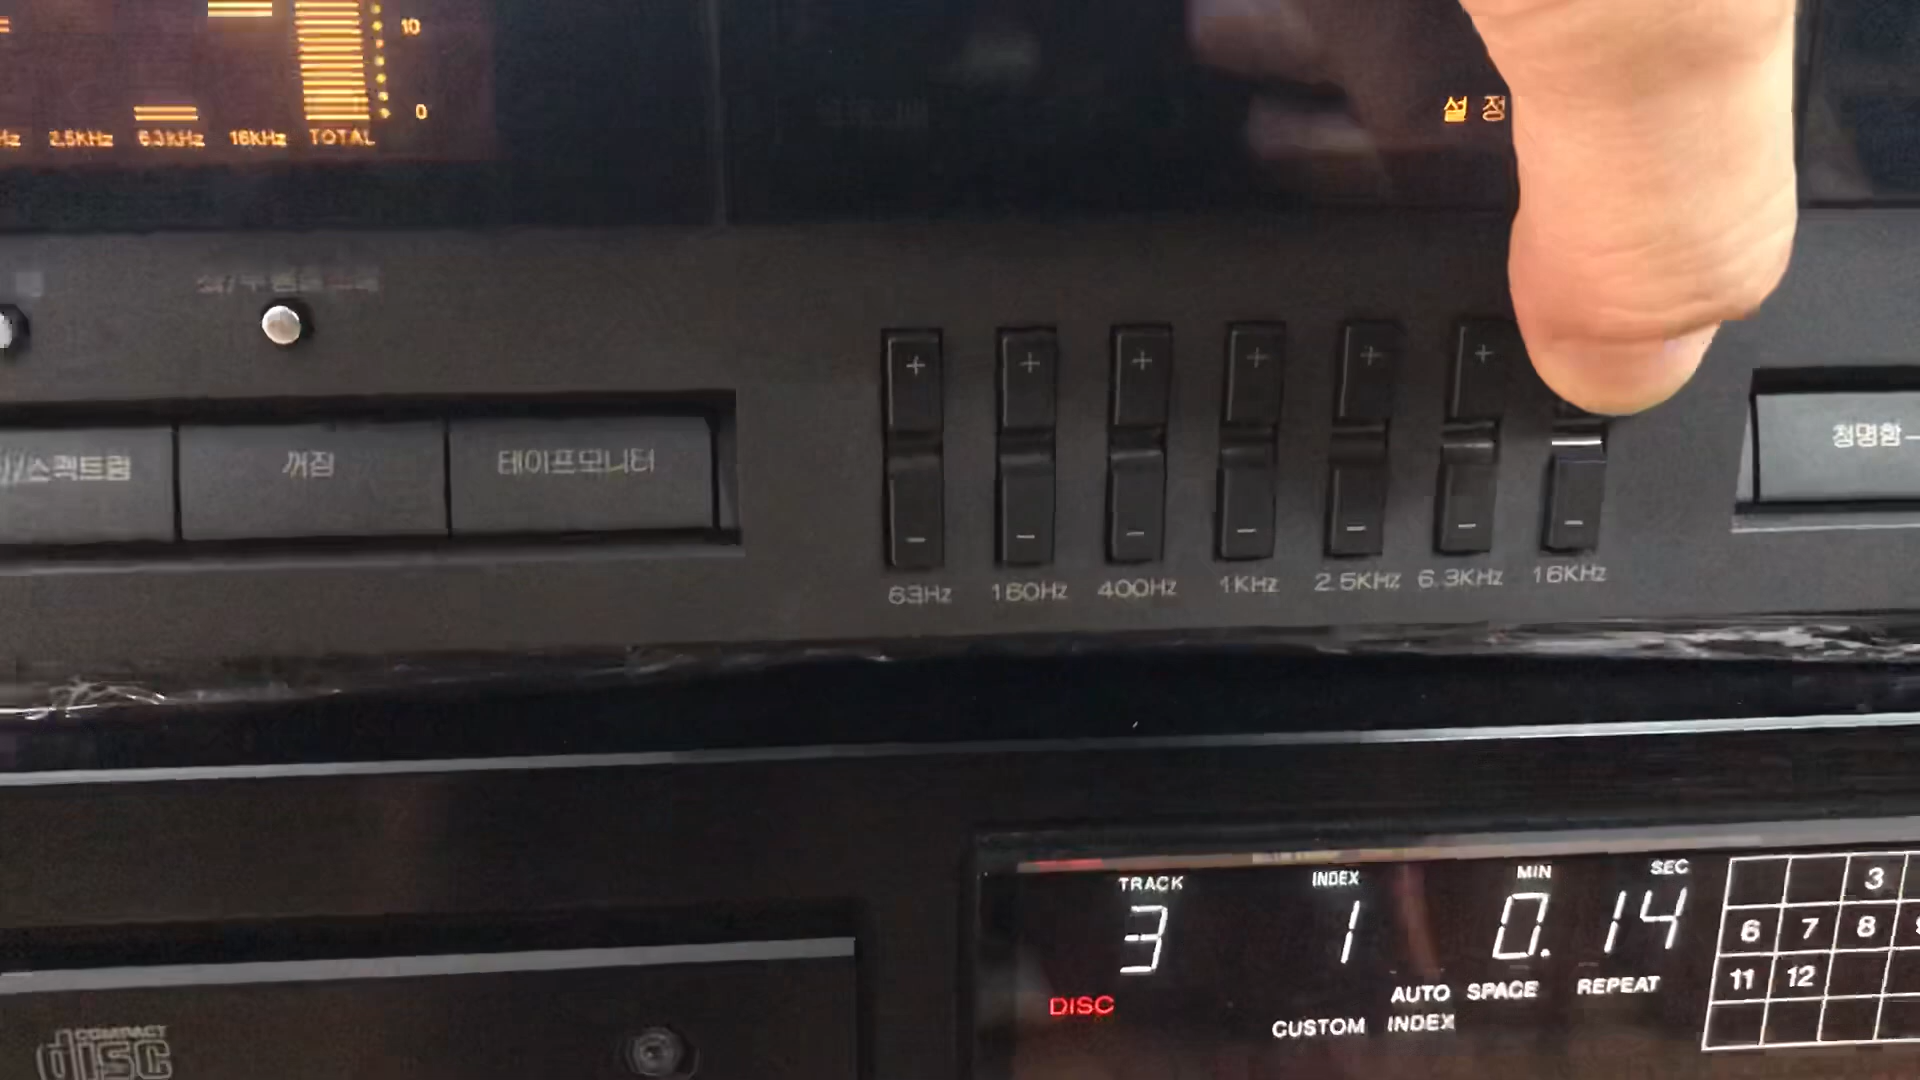 10
0
2.5KHz 6.3KHz 16KHz TOTAL
설 정
스펙트럼 꺼짐 테이프모니터
+ + + + + +
청명함
− − − − − − −
63Hz 160Hz 400Hz 1KHz 2.5KHz 6.3KHz 16KHz
TRACK INDEX MIN SEC
3 1 0. 14
DISC
AUTO SPACE REPEAT
CUSTOM INDEX
3
6 7 8
11 12
COMPACT
disc